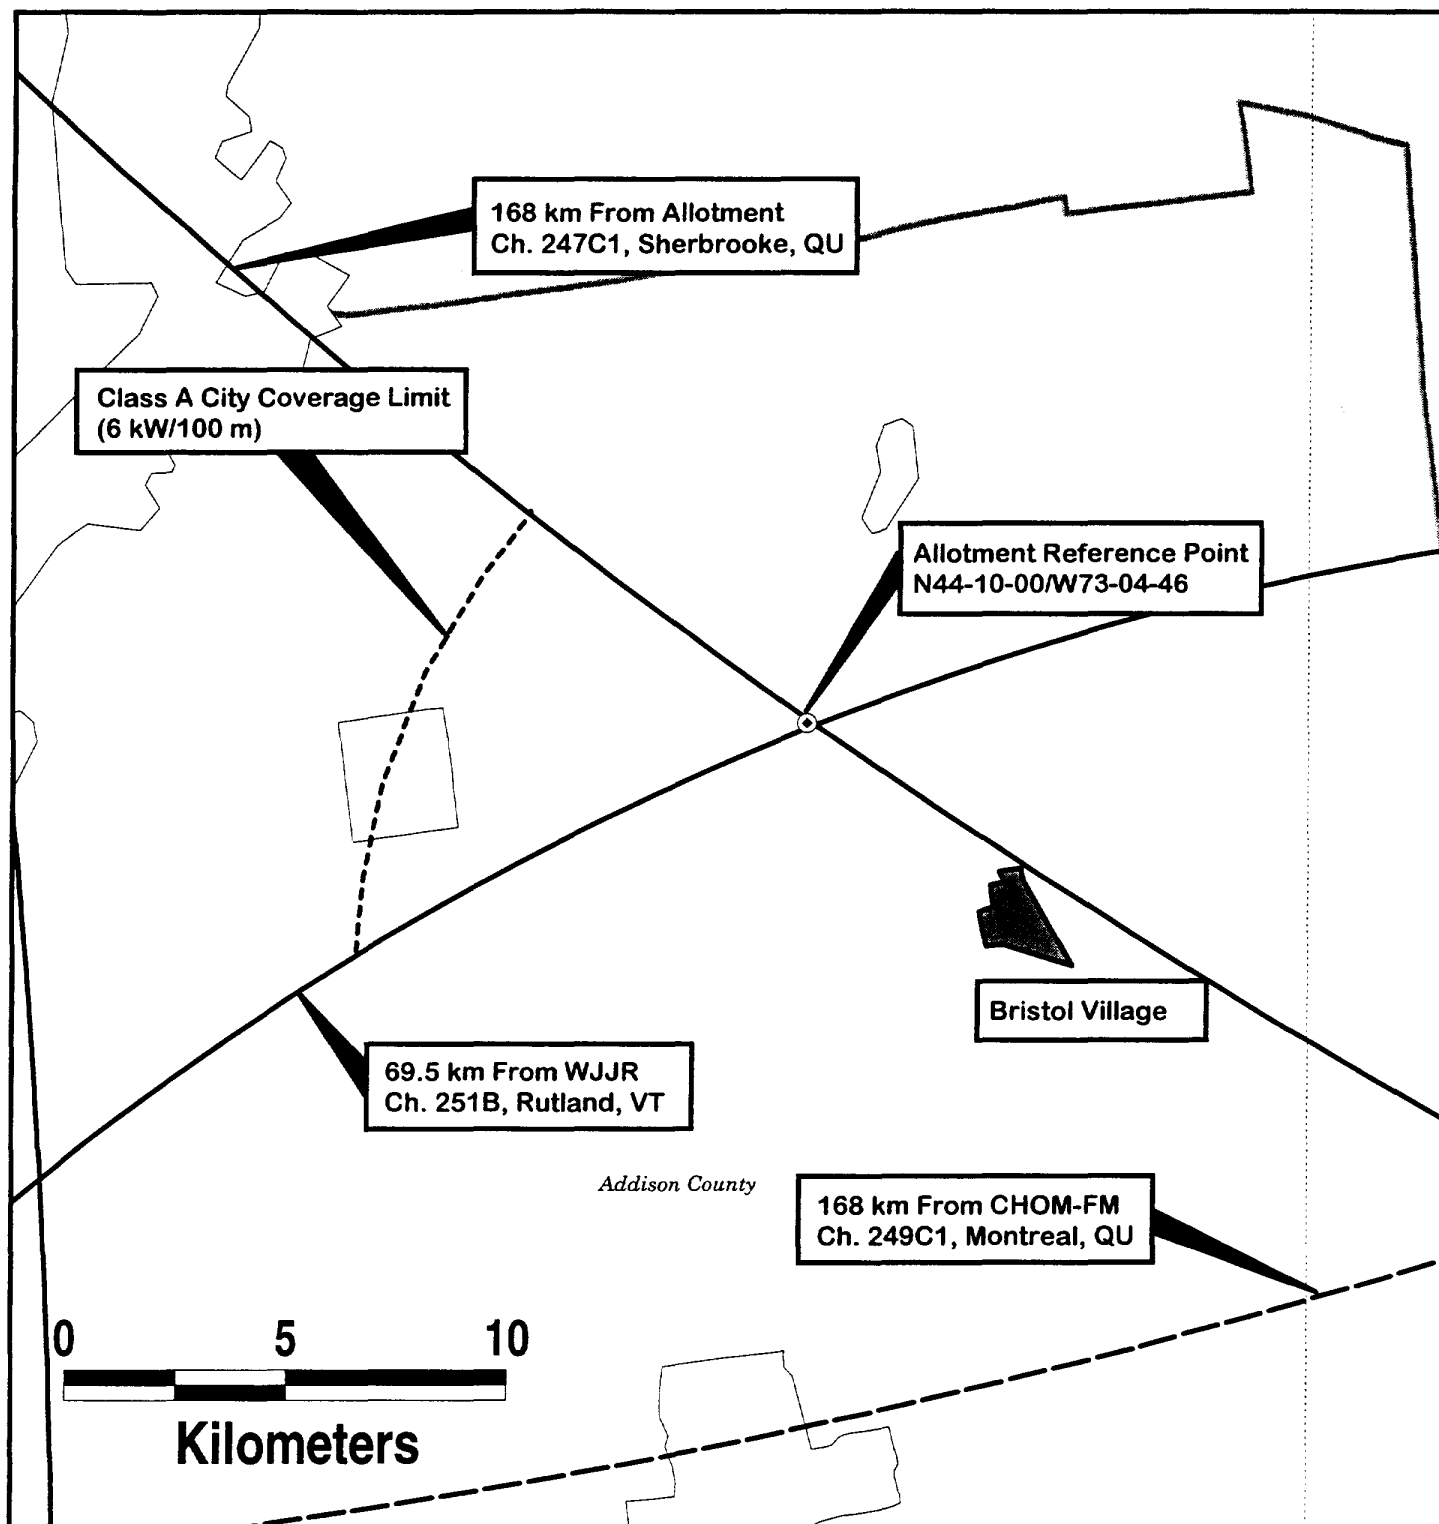 168 km From Allotment
Ch. 247C1, Sherbrooke, QU
Class A City Coverage Limit
(6 kW/100 m)
Allotment Reference Point
N44-10-00/W73-04-46
Bristol Village
69.5 km From WJJR
Ch. 251B, Rutland, VT
Addison County
168 km From CHOM-FM
Ch. 249C1, Montreal, QU
0 5 10
Kilometers